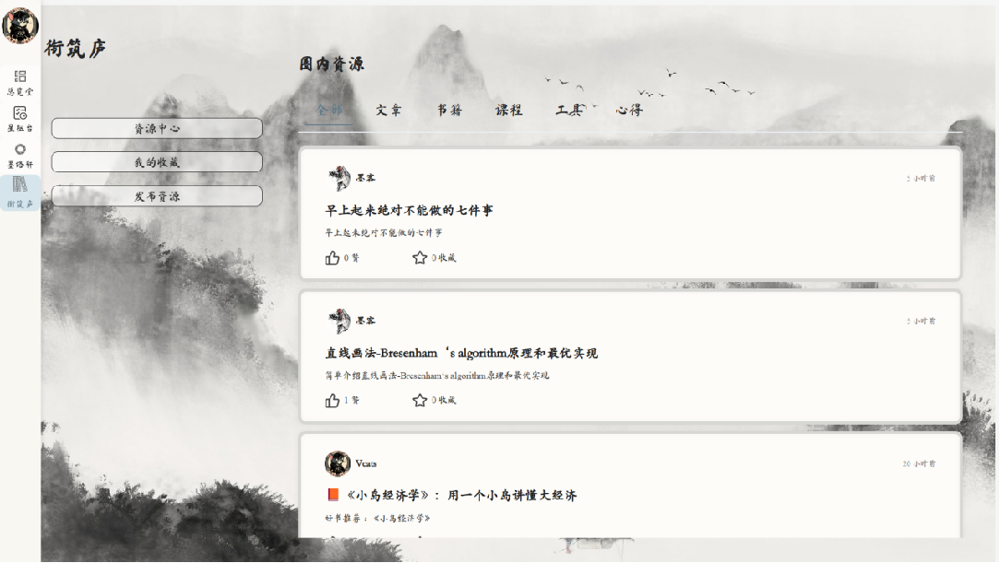 衔筑庐
总览堂
星枢台
墨谱轩
衔筑庐
资源中心
我的收藏
发布资源
圈内资源
全部 文章 书籍 课程 工具 心得
墨客 5 小时前
早上起来绝对不能做的七件事
早上起来绝对不能做的七件事
0 赞 0 收藏
墨客 5 小时前
直线画法-Bresenham‘s algorithm原理和最优实现
简单介绍直线画法-Bresenham‘s algorithm原理和最优实现
1 赞 0 收藏
Vcats 20 小时前
《小岛经济学》：用一个小岛讲懂大经济
好书推荐：《小岛经济学》